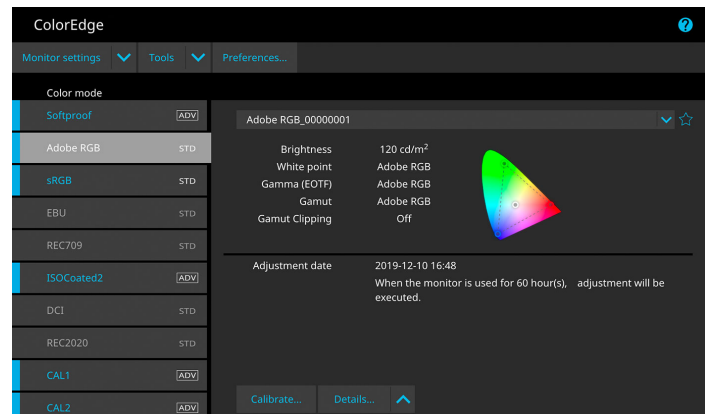 ColorEdge
?
Monitor settings
Tools
Preferences...
Color mode
Softproof ADV
Adobe RGB STD
sRGB STD
EBU STD
REC709 STD
ISOCoated2 ADV
DCI STD
REC2020 STD
CAL1 ADV
CAL2 ADV
Adobe RGB_00000001
Brightness 120 cd/m²
White point Adobe RGB
Gamma (EOTF) Adobe RGB
Gamut Adobe RGB
Gamut Clipping Off
Adjustment date 2019-12-10 16:48
When the monitor is used for 60 hour(s), adjustment will be
executed.
Calibrate...
Details...